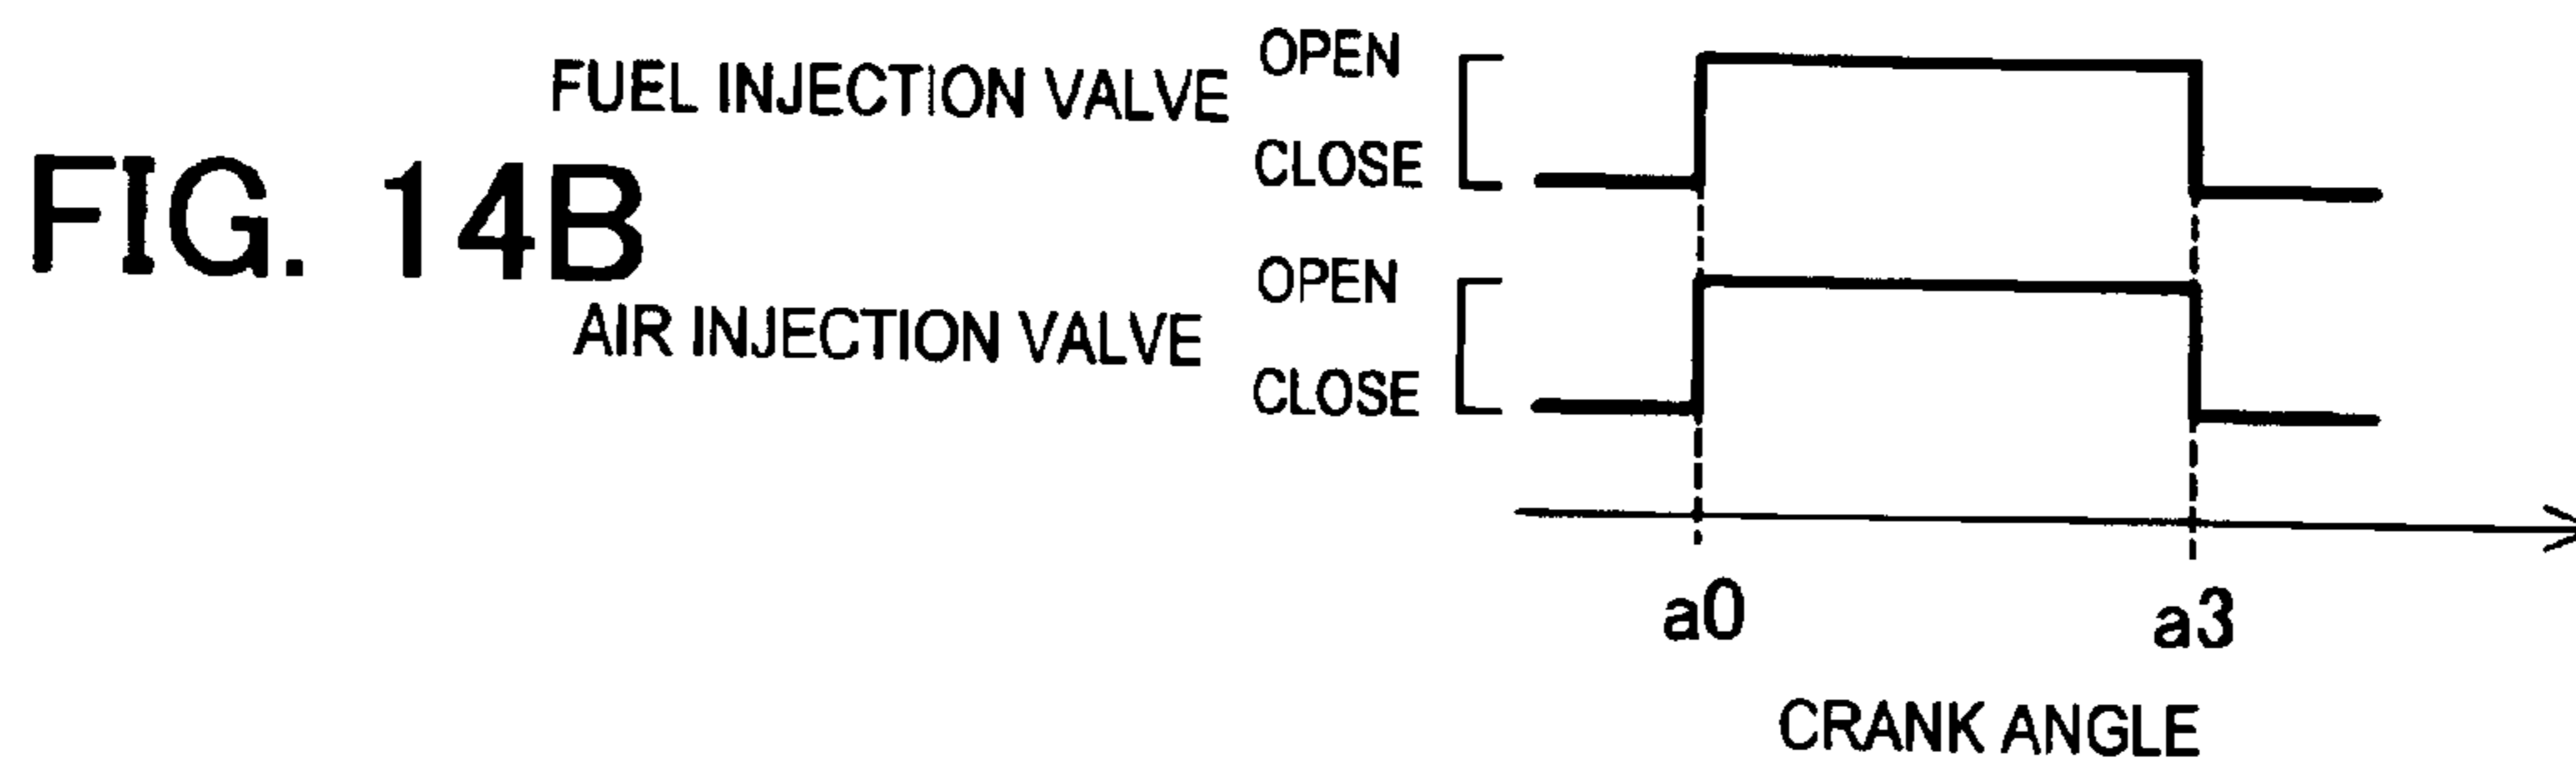 FIG. 14B
FUEL INJECTION VALVE
OPEN
CLOSE
AIR INJECTION VALVE
OPEN
CLOSE
a0
a3
CRANK ANGLE